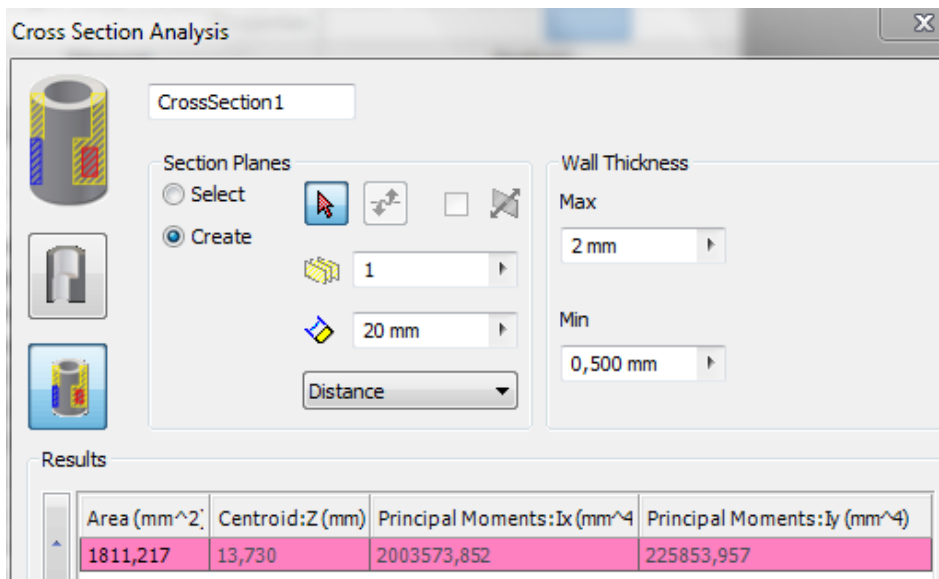 Cross Section Analysis
CrossSection1
Section Planes
Select
Create
1
20 mm
Distance
Wall Thickness
Max
2 mm
Min
0,500 mm
Results
Area (mm^2) Centroid:Z (mm) Principal Moments:Ix (mm^4 Principal Moments:Iy (mm^4)
1811,217 13,730 2003573,852 225853,957